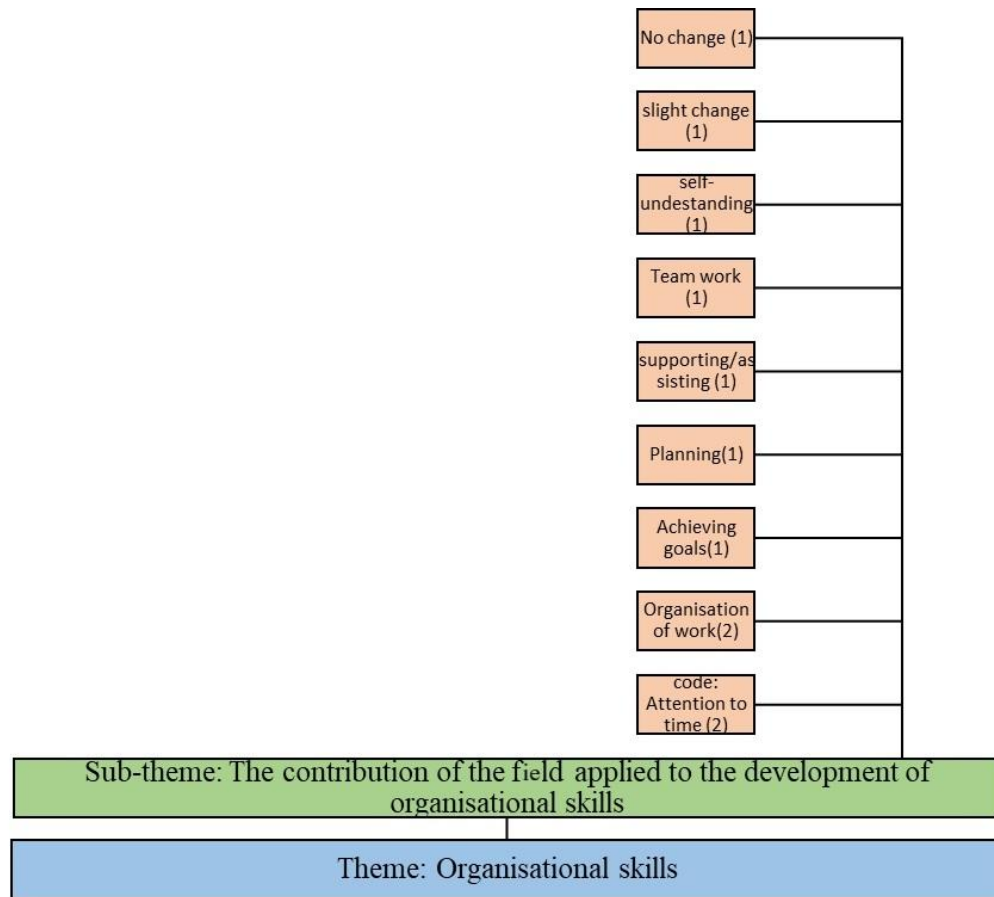 No change (1)
slight change
(1)
self-
undestanding
(1)
Team work
(1)
supporting/as
sisting (1)
Planning(1)
Achieving
goals(1)
Organisation
of work(2)
code:
Attention to
time (2)
Sub-theme: The contribution of the field applied to the development of
organisational skills
Theme: Organisational skills